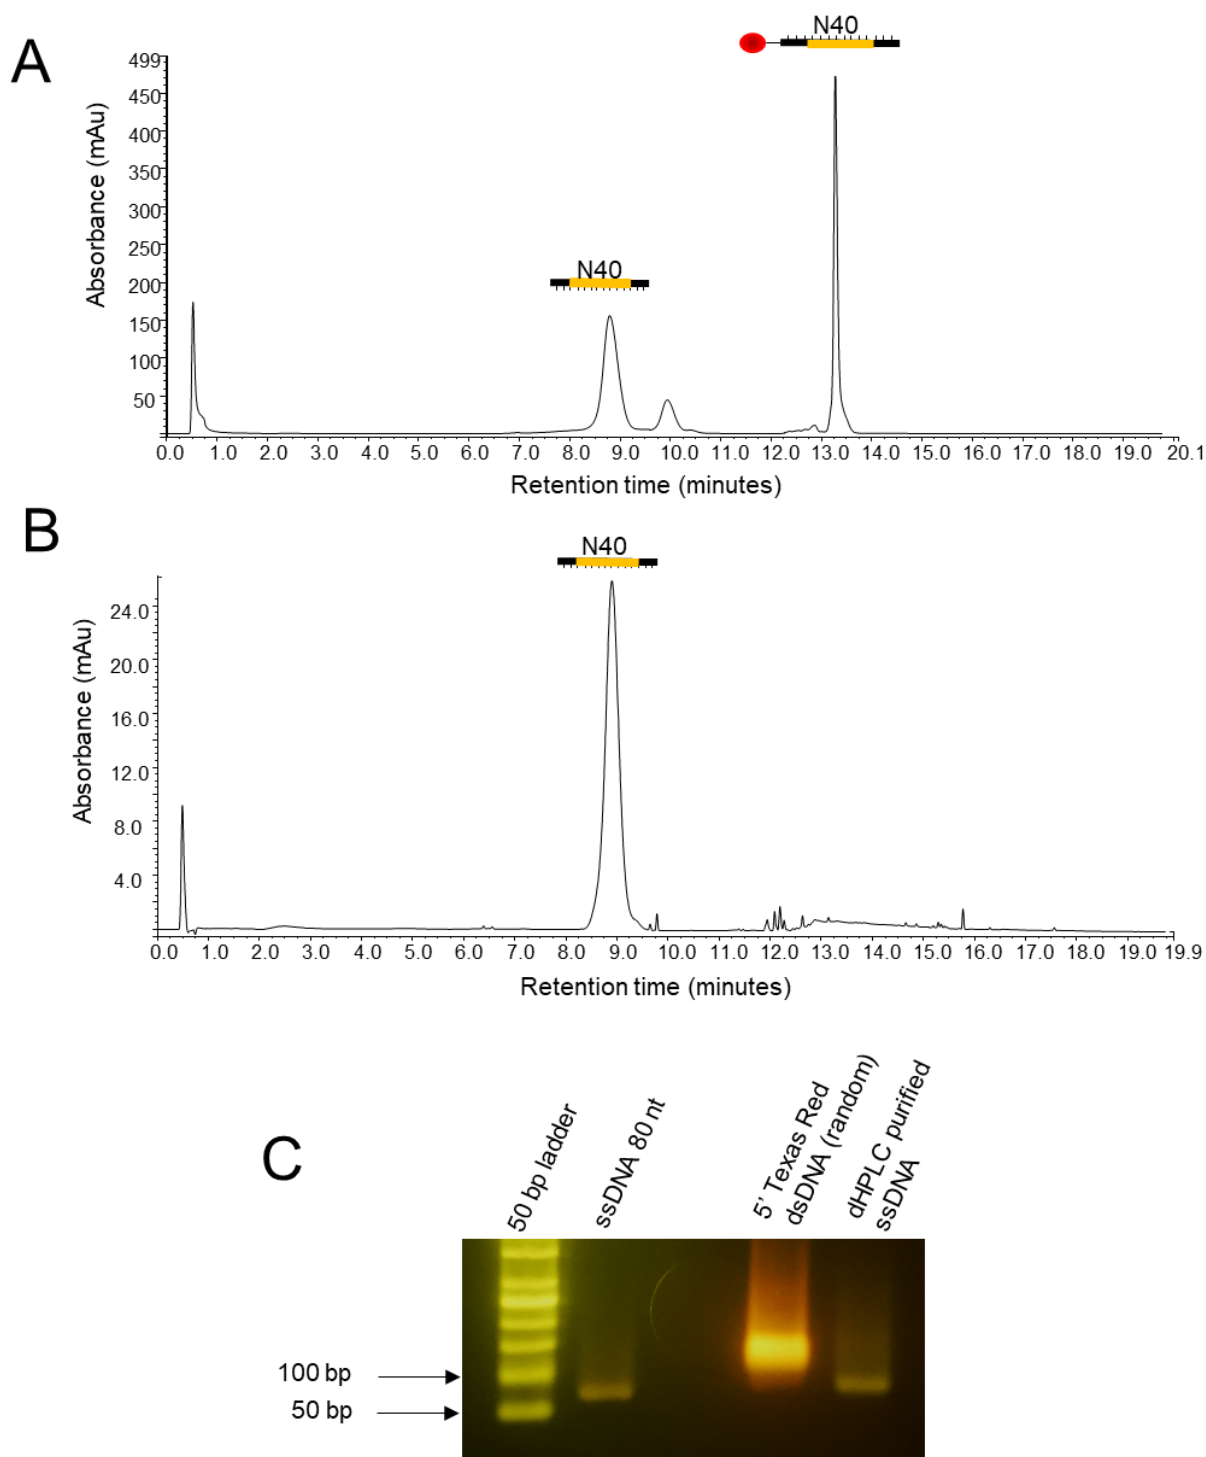 A
N40
499
450
400
350
300
250
200
150
100
50
N40
Absorbance (mAu)
0.0 1.0 2.0 3.0 4.0 5.0 6.0 7.0 8.0 9.0 10.0 11.0 12.0 13.0 14.0 15.0 16.0 17.0 18.0 19.0 20.1
Retention time (minutes)
B
N40
24.0
20.0
16.0
12.0
8.0
4.0
Absorbance (mAu)
0.0 1.0 2.0 3.0 4.0 5.0 6.0 7.0 8.0 9.0 10.0 11.0 12.0 13.0 14.0 15.0 16.0 17.0 18.0 19.0 19.9
Retention time (minutes)
C
50 bp ladder
ssDNA 80 nt
5' Texas Red
dsDNA (random)
dHPLC purified
ssDNA
100 bp
50 bp